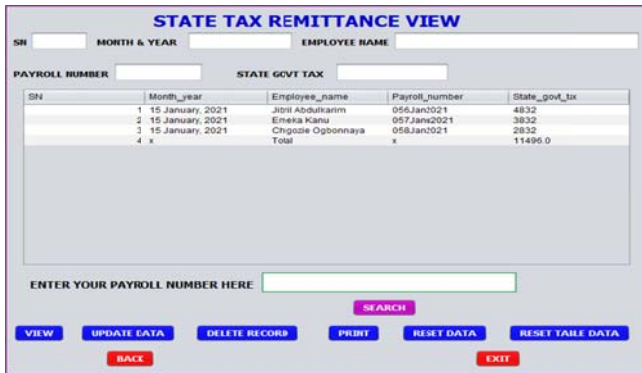 STATE TAX REMITTANCE VIEW
SN MONTH & YEAR EMPLOYEE NAME
PAYROLL NUMBER STATE GOVT TAX
SN Month_year Employee_name Payroll_number State_govt_tax
1 15 January, 2021 Jibril Abdulkarim 056Jan2021 4832
2 15 January, 2021 Emeka Kanu 057Jans2021 3832
3 15 January, 2021 Chgozie Ogbonnaya 058Jan2021 2832
4 x Total x 11496.0
ENTER YOUR PAYROLL NUMBER HERE
SEARCH
VIEW UPDATE DATA DELETE RECORD PRINT RESET DATA RESET TABLE DATA
BACK EXIT